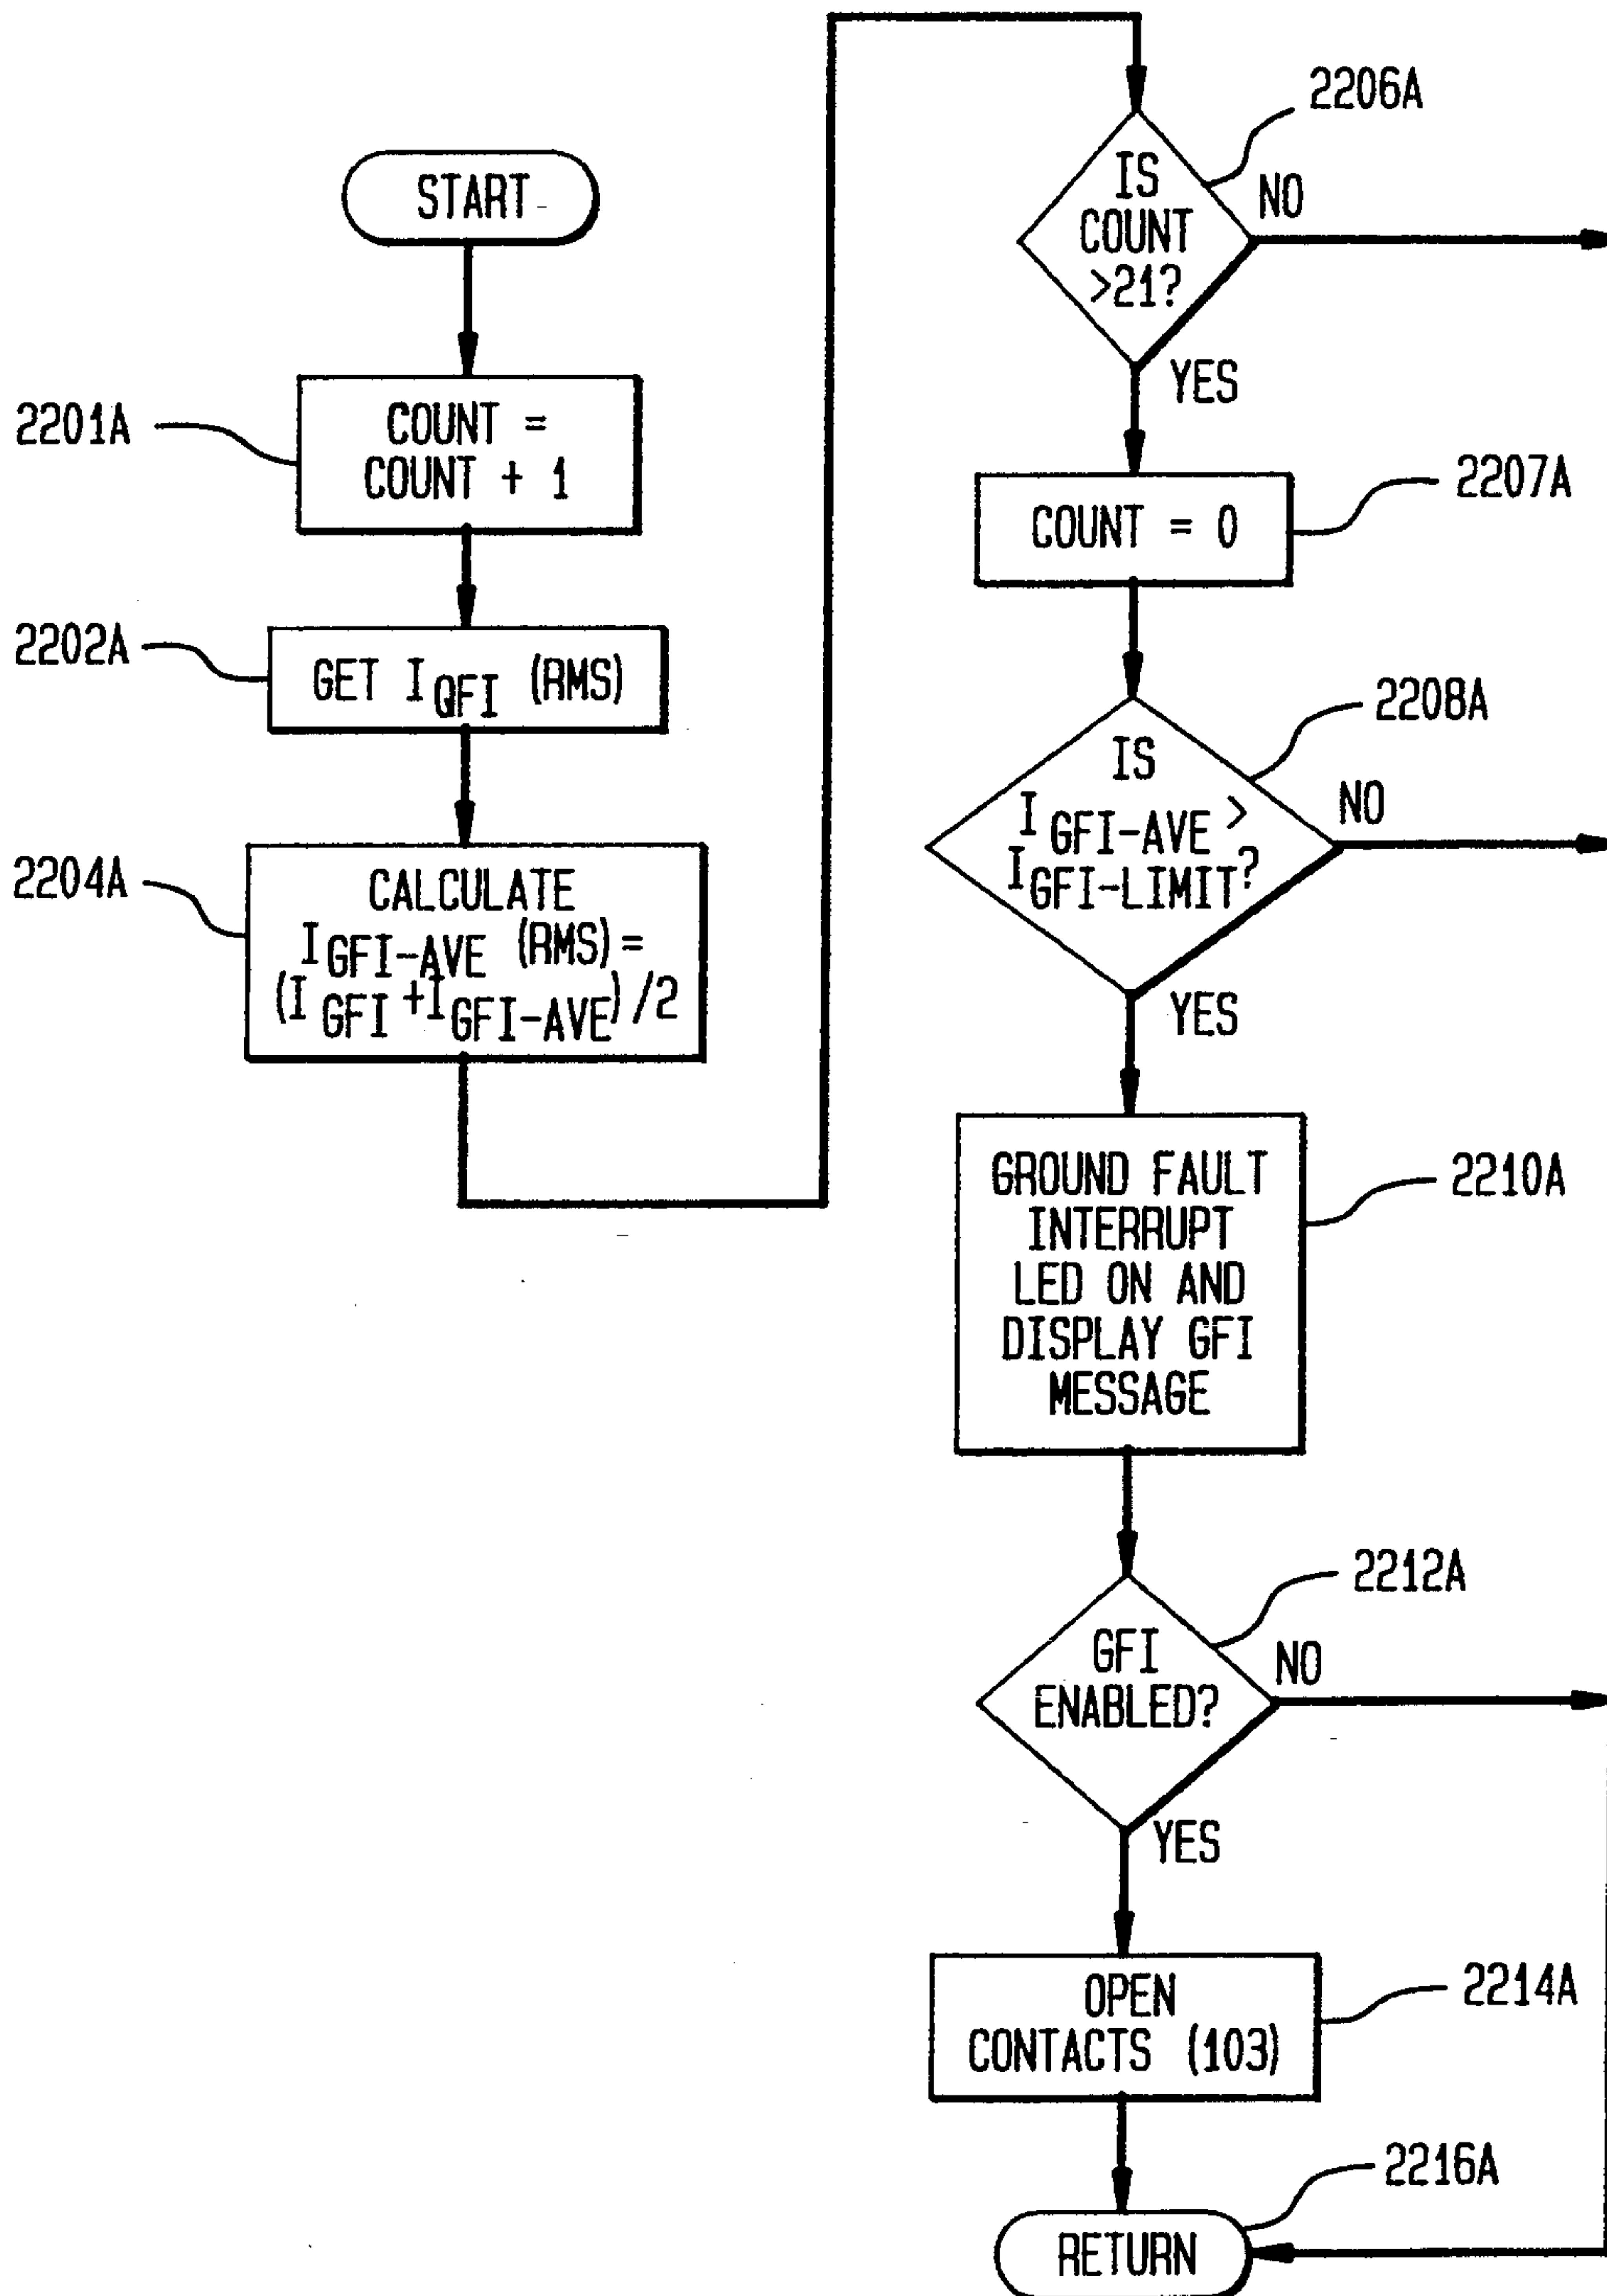 START
2201A
COUNT =
COUNT + 1
2202A
GET I QFI (RMS)
2204A
CALCULATE
I GFI-AVE (RMS) =
(I GFI + I GFI-AVE) /2
2206A
IS
COUNT
>21?
NO
YES
2207A
COUNT = 0
2208A
IS
I GFI-AVE >
I GFI-LIMIT?
NO
YES
2210A
GROUND FAULT
INTERRUPT
LED ON AND
DISPLAY GFI
MESSAGE
2212A
GFI
ENABLED?
NO
YES
2214A
OPEN
CONTACTS (103)
2216A
RETURN